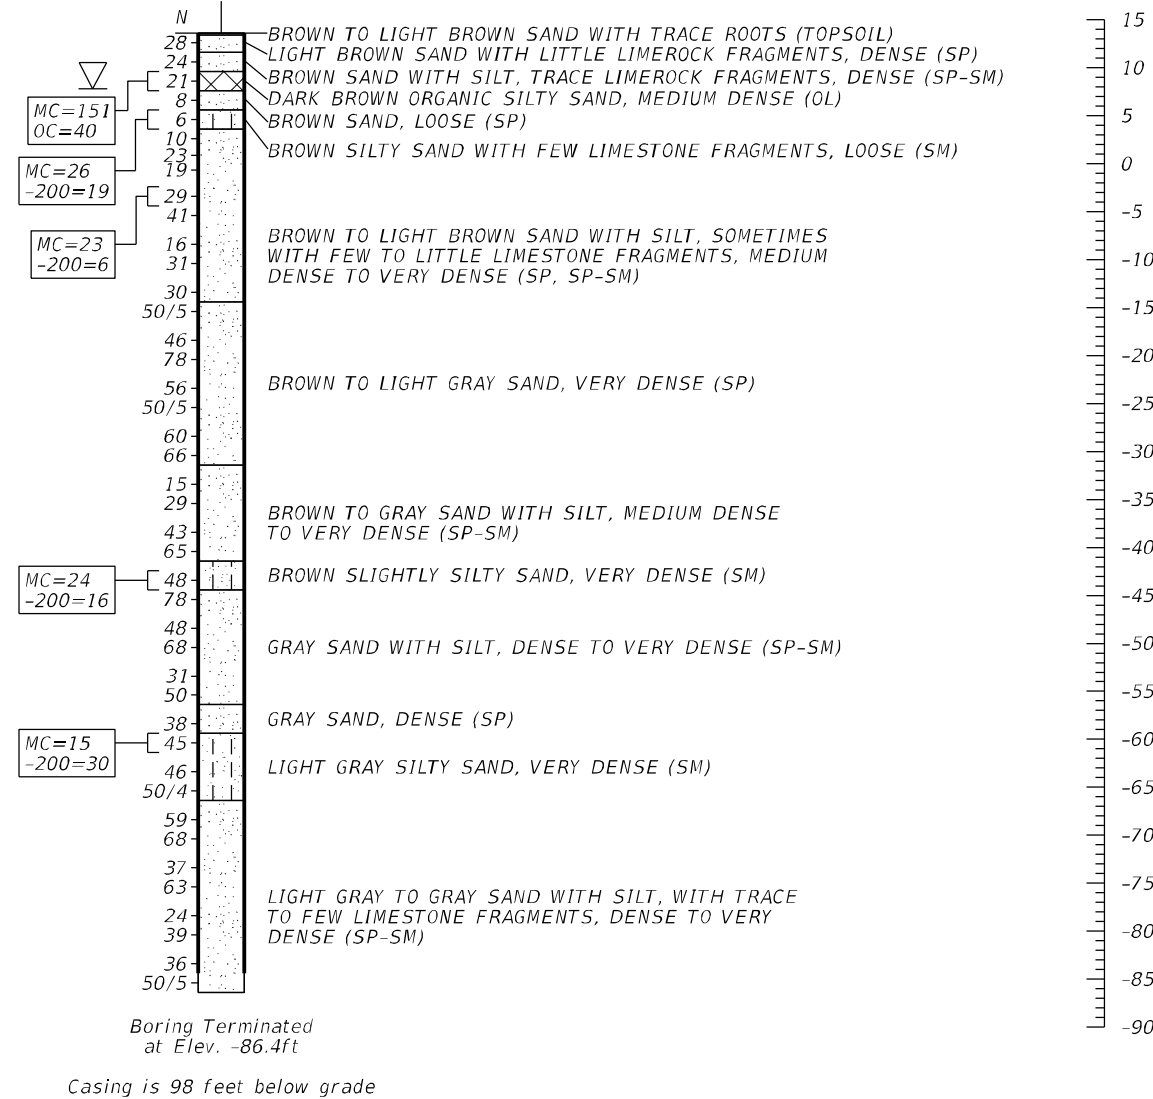 N
28
24
21
8
6
10
23
19
29
41
16
31
30
50/5
46
78
56
50/5
60
66
15
29
43
65
48
78
48
68
31
50
38
45
46
50/4
59
68
37
63
24
39
36
50/5
MC=151
OC=40
MC=26
-200=19
MC=23
-200=6
MC=24
-200=16
MC=15
-200=30
BROWN TO LIGHT BROWN SAND WITH TRACE ROOTS (TOPSOIL)
LIGHT BROWN SAND WITH LITTLE LIMEROCK FRAGMENTS, DENSE (SP)
BROWN SAND WITH SILT, TRACE LIMEROCK FRAGMENTS, DENSE (SP-SM)
DARK BROWN ORGANIC SILTY SAND, MEDIUM DENSE (OL)
BROWN SAND, LOOSE (SP)
BROWN SILTY SAND WITH FEW LIMESTONE FRAGMENTS, LOOSE (SM)
BROWN TO LIGHT BROWN SAND WITH SILT, SOMETIMES
WITH FEW TO LITTLE LIMESTONE FRAGMENTS, MEDIUM
DENSE TO VERY DENSE (SP, SP-SM)
BROWN TO LIGHT GRAY SAND, VERY DENSE (SP)
BROWN TO GRAY SAND WITH SILT, MEDIUM DENSE
TO VERY DENSE (SP-SM)
BROWN SLIGHTLY SILTY SAND, VERY DENSE (SM)
GRAY SAND WITH SILT, DENSE TO VERY DENSE (SP-SM)
GRAY SAND, DENSE (SP)
LIGHT GRAY SILTY SAND, VERY DENSE (SM)
LIGHT GRAY TO GRAY SAND WITH SILT, WITH TRACE
TO FEW LIMESTONE FRAGMENTS, DENSE TO VERY
DENSE (SP-SM)
15
10
5
0
-5
-10
-15
-20
-25
-30
-35
-40
-45
-50
-55
-60
-65
-70
-75
-80
-85
-90
Boring Terminated
at Elev. -86.4ft
Casing is 98 feet below grade